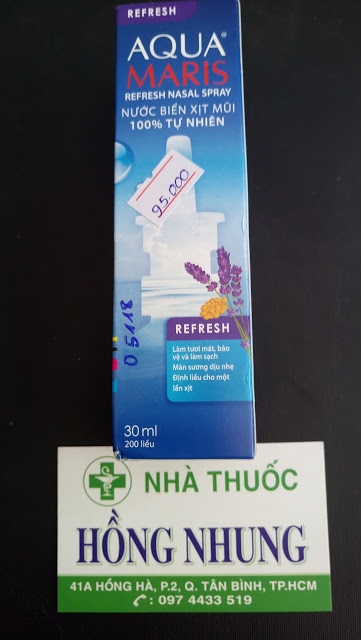 REFRESH
AQUA®
MARIS
REFRESH NASAL SPRAY
NƯỚC BIỂN XỊT MŨI
100% TỰ NHIÊN
95.000
REFRESH
Làm tươi mát, bảo
vệ và làm sạch
Màn sương dịu nhẹ
Định liều cho một
lần xịt
05118
30 ml
200 liều
NHÀ THUỐC
HỒNG NHUNG
41A HỒNG HÀ, P.2, Q. TÂN BÌNH, TP.HCM
: 097 4433 519